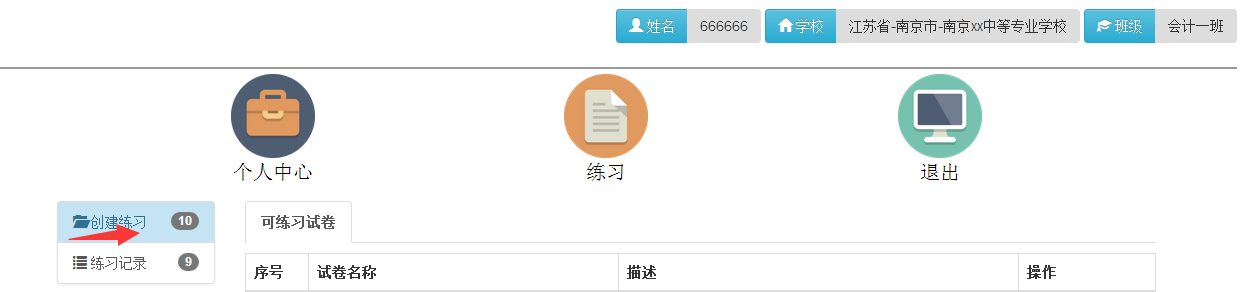 姓名 666666 学校 江苏省-南京市-南京xx中等专业学校 班级 会计一班
个人中心 练习 退出
创建练习 10 可练习试卷
练习记录 9
序号 试卷名称 描述 操作